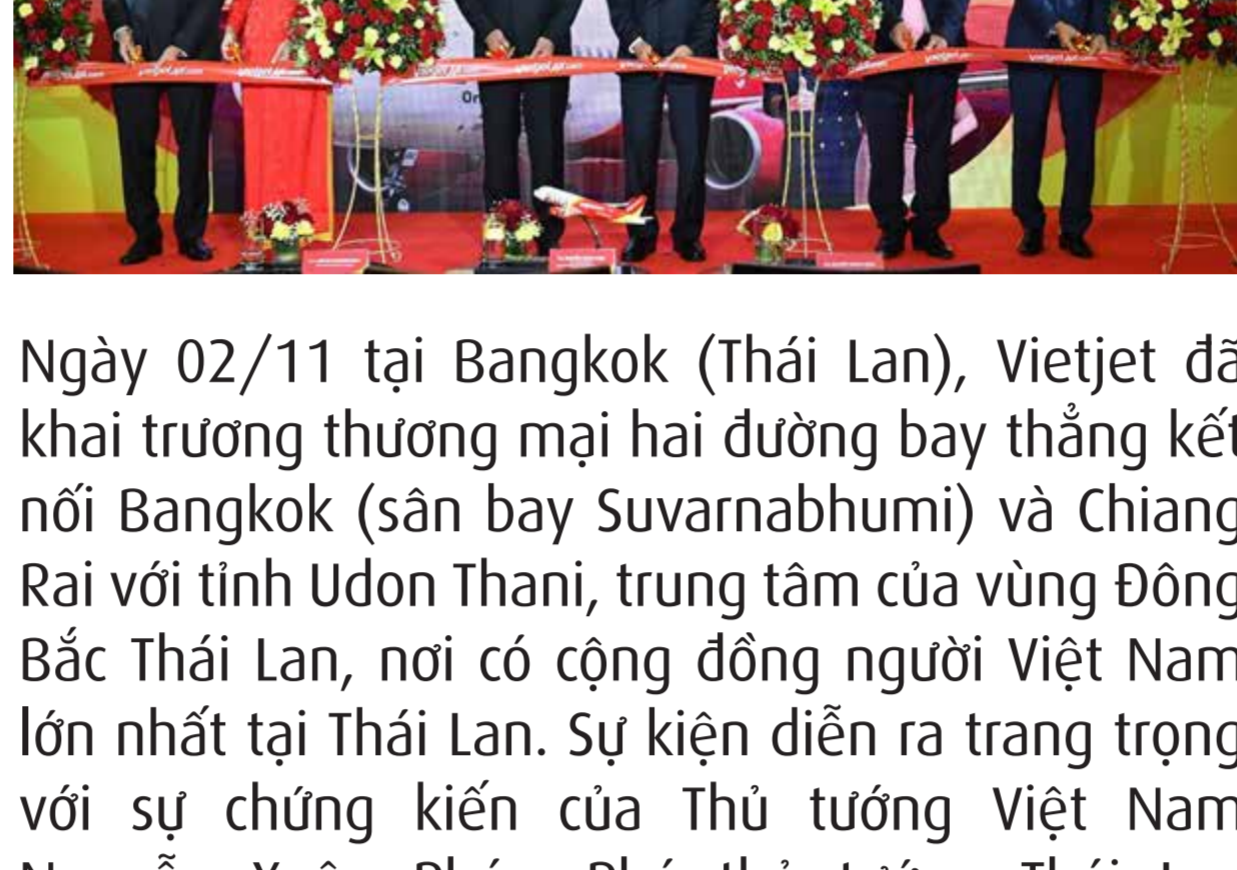 vietjetair.com
Ngày 02/11 tại Bangkok (Thái Lan), Vietjet đã
khai trương thương mại hai đường bay thẳng kết
nối Bangkok (sân bay Suvarnabhumi) và Chiang
Rai với tỉnh Udon Thani, trung tâm của vùng Đông
Bắc Thái Lan, nơi có cộng đồng người Việt Nam
lớn nhất tại Thái Lan. Sự kiện diễn ra trang trọng
với sự chứng kiến của Thủ tướng Việt Nam